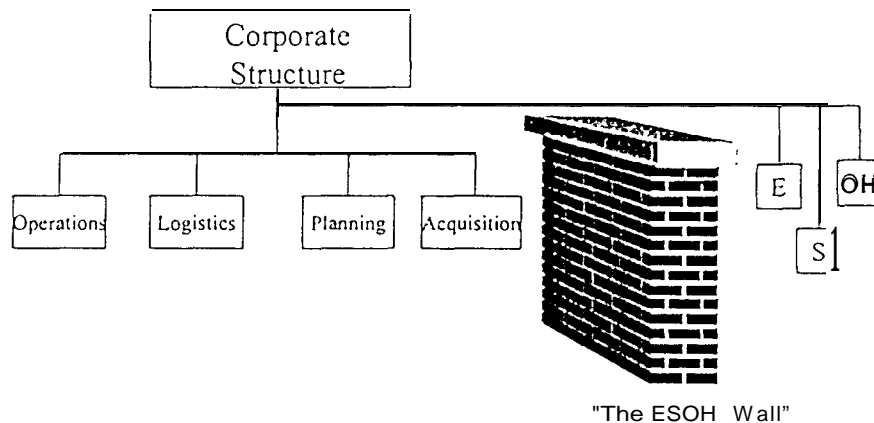 Corporate
Structure
Operations
Logistics
Planning
Acquisition
E
OH
S
"The ESOH Wall"